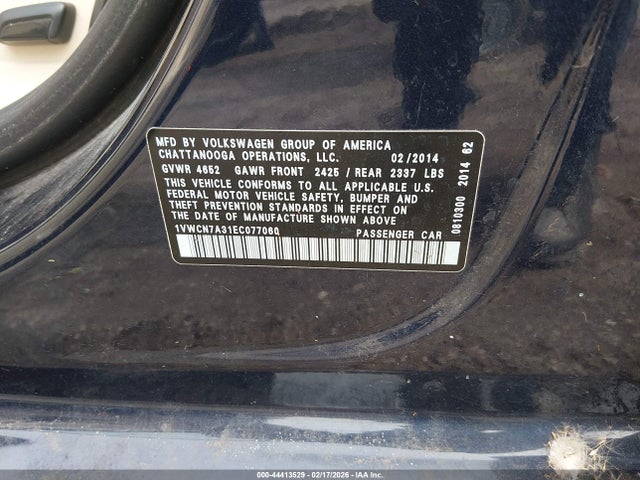 MFD BY VOLKSWAGEN GROUP OF AMERICA
CHATTANOOGA OPERATIONS, LLC. 02/2014
GVWR 4652 GAWR FRONT 2425 / REAR 2337 LBS
THIS VEHICLE CONFORMS TO ALL APPLICABLE U.S.
FEDERAL MOTOR VEHICLE SAFETY, BUMPER AND
THEFT PREVENTION STANDARDS IN EFFECT ON
THE DATE OF MANUFACTURE SHOWN ABOVE
1VWCN7A31EC077060 PASSENGER CAR
0810300 2014 62
000-44413529 - 02/17/2026 - IAAI.COM